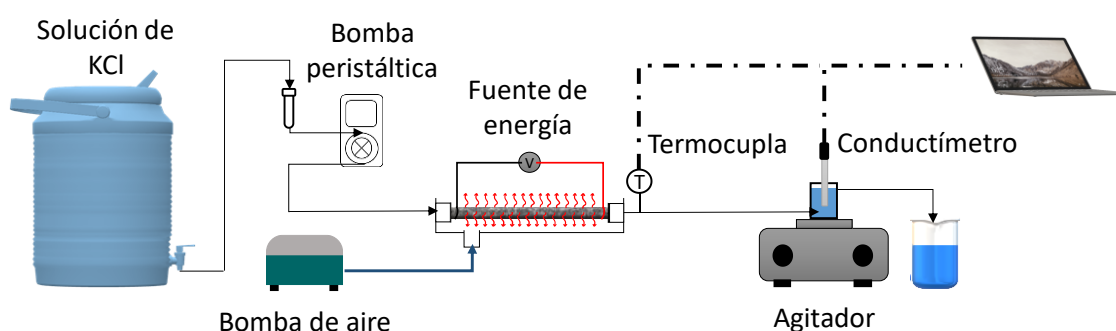 Solución de
KCl
Bomba
peristáltica
Fuente de
energía
V
Termocupla
T
Conductímetro
Bomba de aire
Agitador